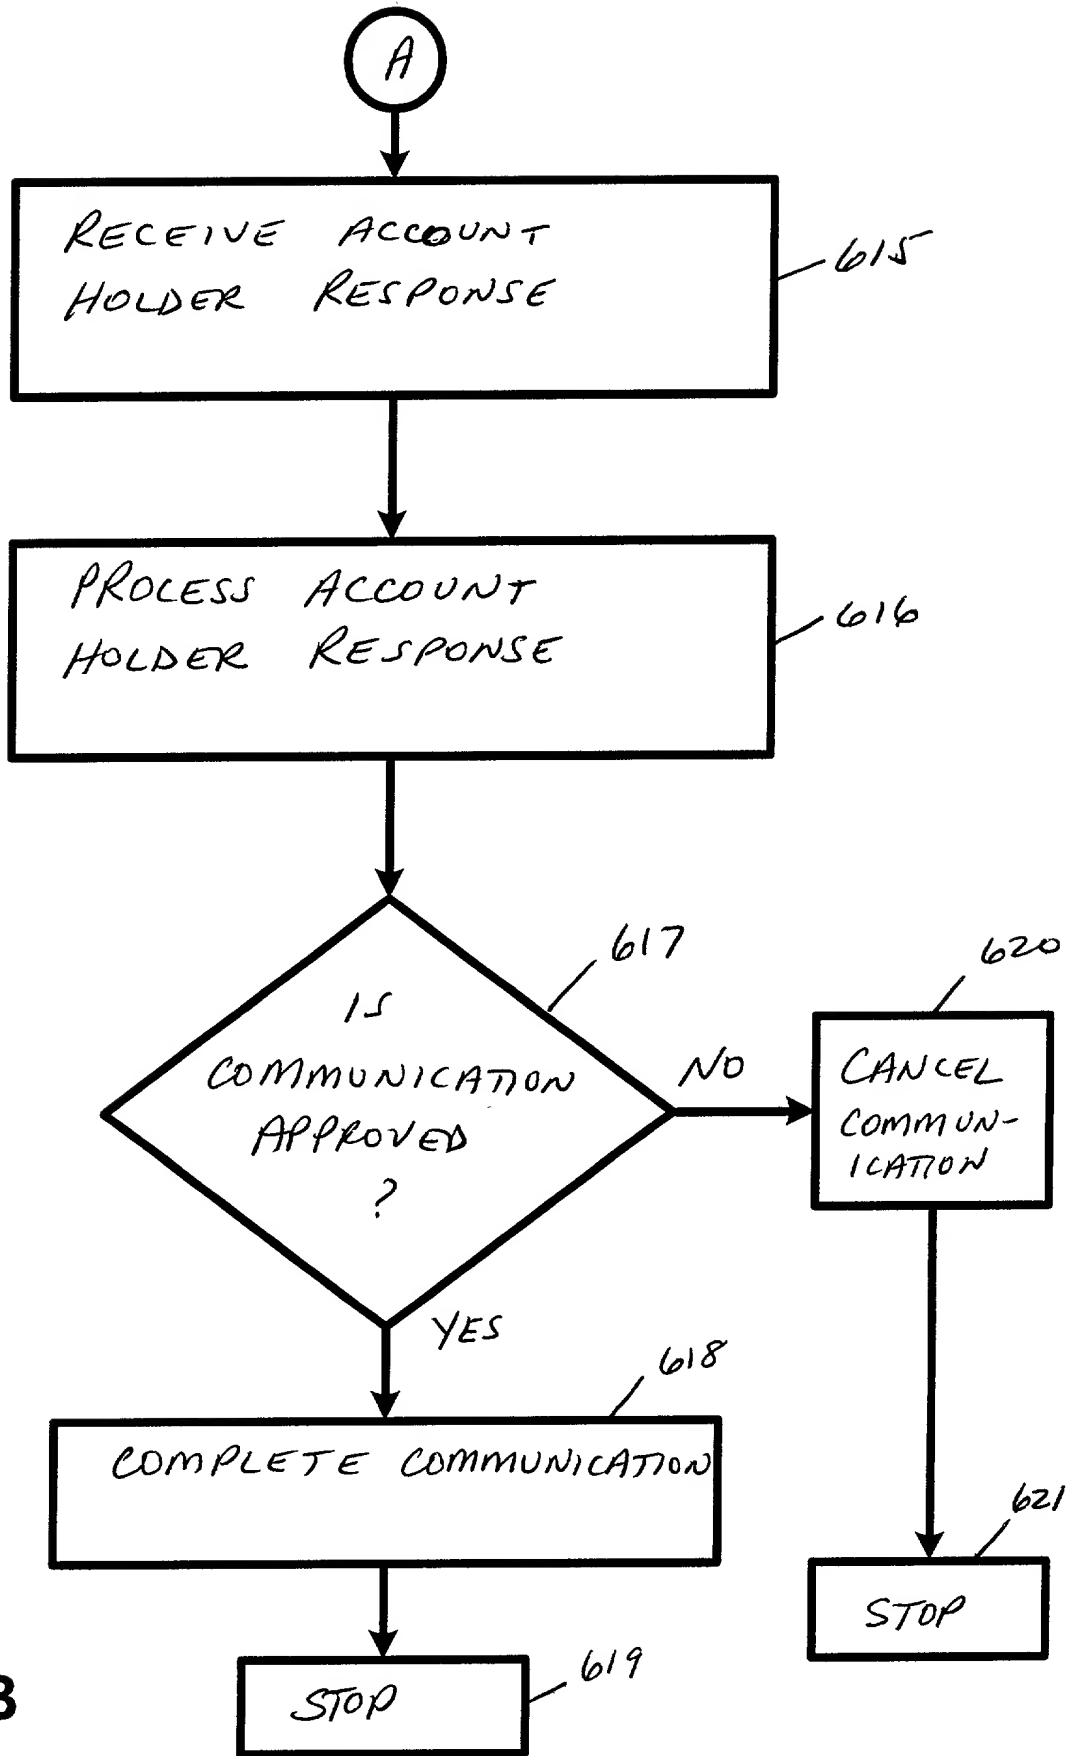 A
RECEIVE ACCOUNT
HOLDER RESPONSE
615
PROCESS ACCOUNT
HOLDER RESPONSE
616
617
IS
COMMUNICATION
APPROVED
?
NO
620
CANCEL
COMMUN-
ICATION
YES
618
COMPLETE COMMUNICATION
621
STOP
619
STOP
B